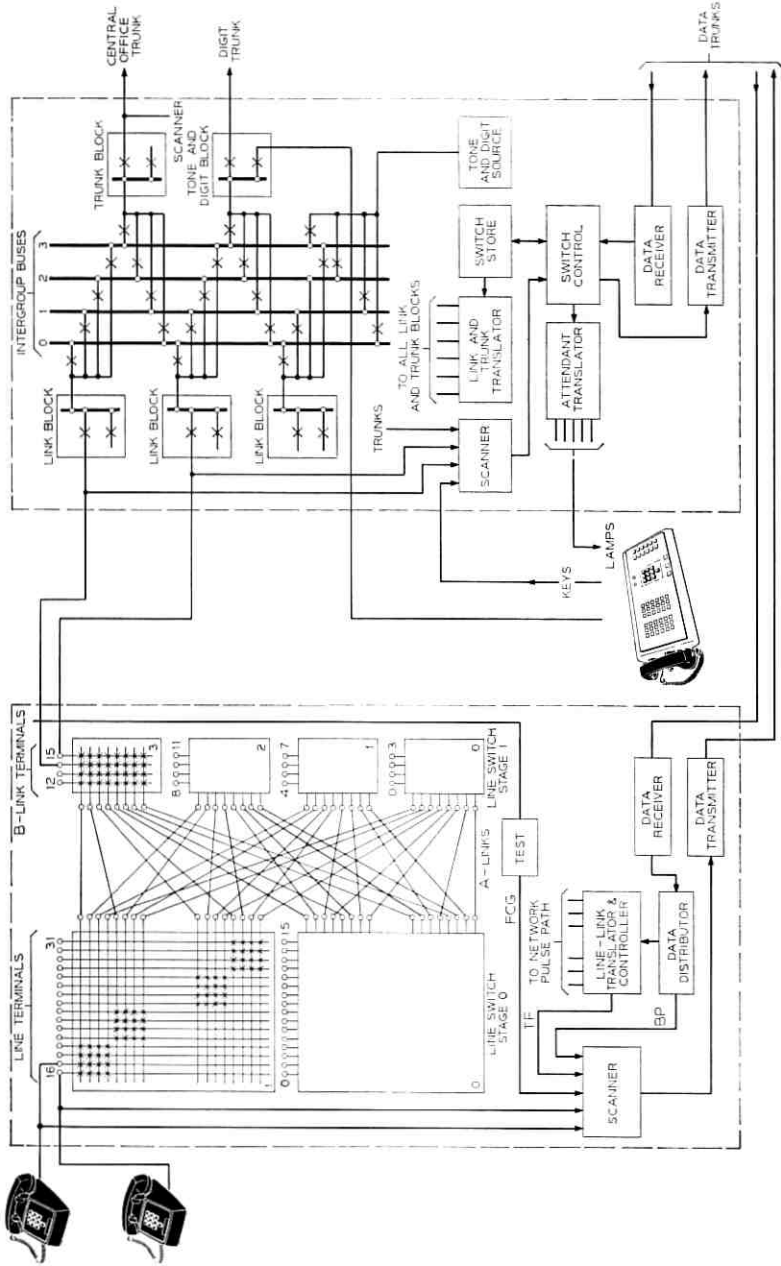 LINE TERMINALS
16
31
1
0
15
0
LINE SWITCH
STAGE 0
B-LINK TERMINALS
12
15
3
8
11
2
4
7
1
0
3
0
LINE SWITCH
STAGE 1
A-LINKS
FCG
TEST
TO NETWORK
PULSE PATH
TF
LINE-LINK
TRANSLATOR &
CONTROLLER
BP
DATA
DISTRIBUTOR
SCANNER
DATA
RECEIVER
DATA
TRANSMITTER
KEYS
LAMPS
LINK BLOCK
LINK BLOCK
LINK BLOCK
INTERGROUP BUSES
0
1
2
3
TRUNK BLOCK
CENTRAL
OFFICE
TRUNK
SCANNER
TONE AND
DIGIT BLOCK
DIGIT
TRUNK
TRUNKS
SCANNER
TO ALL LINK
AND TRUNK BLOCKS
LINK AND
TRUNK
TRANSLATOR
SWITCH
STORE
TONE
AND DIGIT
SOURCE
ATTENDANT
TRANSLATOR
SWITCH
CONTROL
DATA
RECEIVER
DATA
TRANSMITTER
DATA
TRUNKS